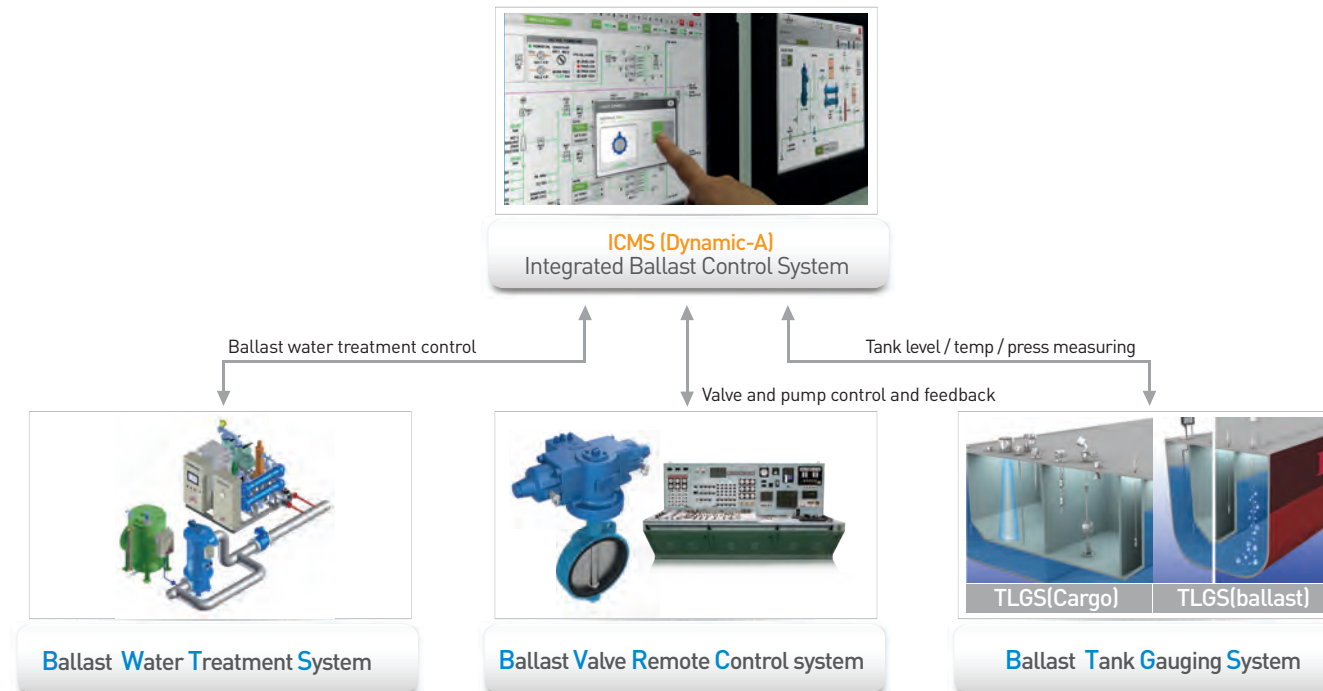 ICMS (Dynamic-A)
Integrated Ballast Control System
Ballast water treatment control
Tank level / temp / press measuring
Valve and pump control and feedback
TLGS(Cargo)
TLGS(ballast)
Ballast Water Treatment System
Ballast Valve Remote Control system
Ballast Tank Gauging System